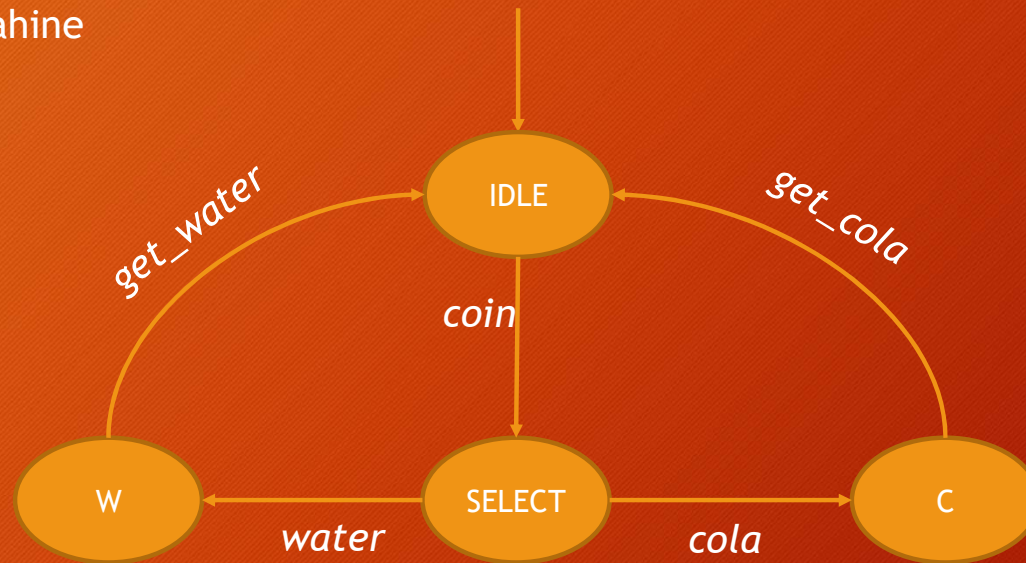 ahine
IDLE
get_water
get_cola
coin
W
SELECT
C
water
cola